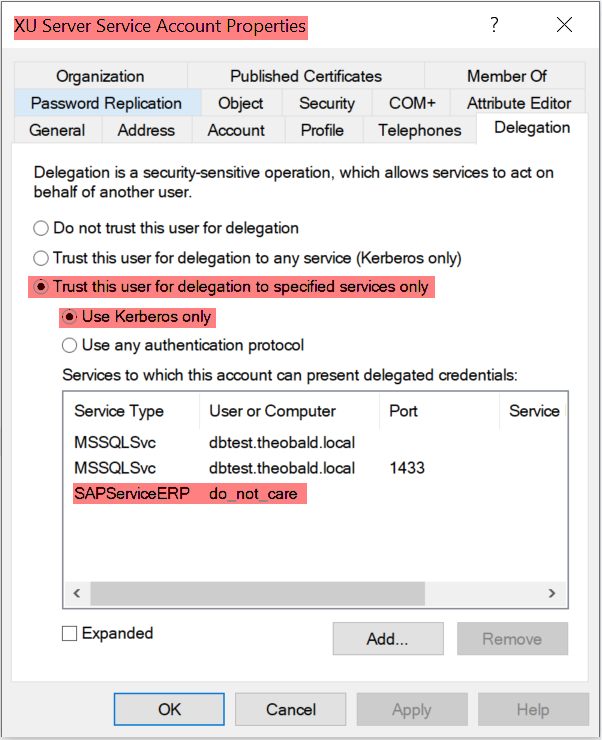 XU Server Service Account Properties ?
Organization Published Certificates Member Of
Password Replication Object Security COM+ Attribute Editor
General Address Account Profile Telephones Delegation
Delegation is a security-sensitive operation, which allows services to act on
behalf of another user.
Do not trust this user for delegation
Trust this user for delegation to any service (Kerberos only)
Trust this user for delegation to specified services only
Use Kerberos only
Use any authentication protocol
Services to which this account can present delegated credentials:
Service Type User or Computer Port Service
MSSQLSvc dbtest.theobald.local
MSSQLSvc dbtest.theobald.local 1433
SAPServiceERP do_not_care
Expanded Add... Remove
OK Cancel Apply Help